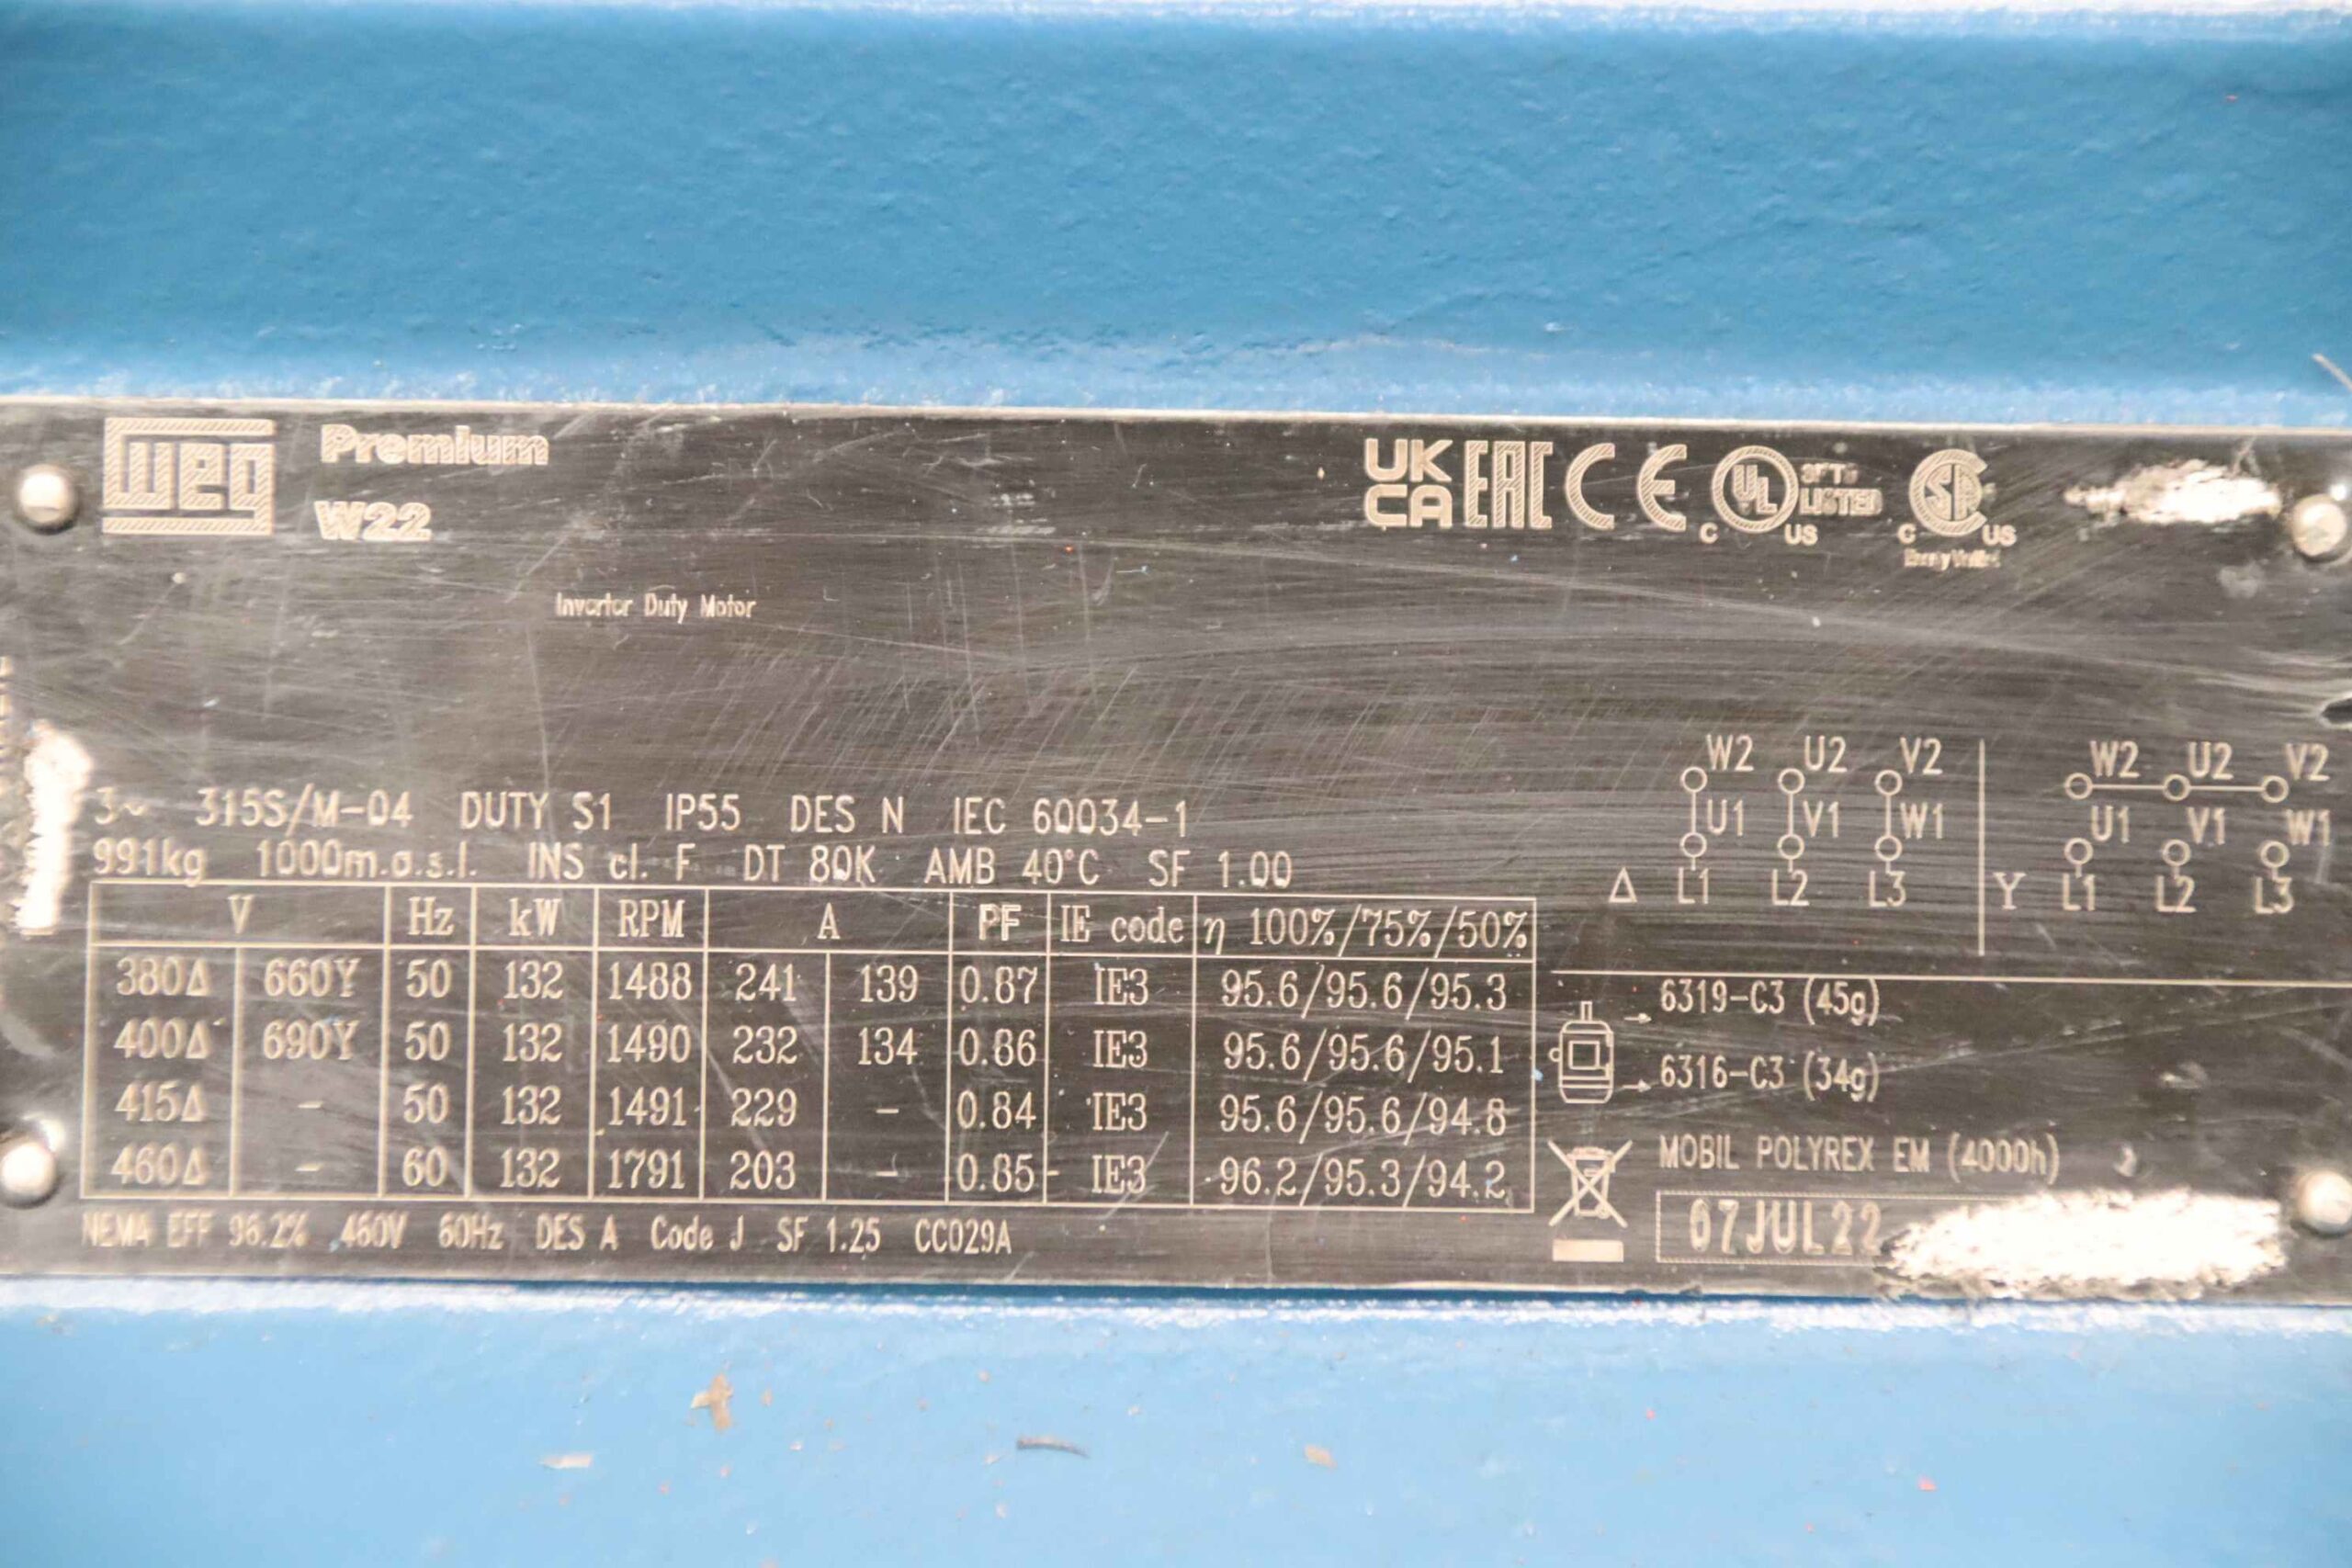 weg Premium
W22
UK CA EAC CE
C UL US LISTED
C SA US
Inverter Duty Motor
3~ 315S/M-04 DUTY S1 IP55 DES N IEC 60034-1
991kg 1000m.a.s.l. INS cl. F DT 80K AMB 40°C SF 1.00
V Hz kW RPM A PF IE code η 100%/75%/50%
380Δ 660Y 50 132 1488 241 139 0.87 IE3 95.6/95.6/95.3
400Δ 690Y 50 132 1490 232 134 0.86 IE3 95.6/95.6/95.1
415Δ - 50 132 1491 229 - 0.84 IE3 95.6/95.6/94.8
460Δ - 60 132 1791 203 - 0.85 IE3 96.2/95.3/94.2
NEMA EFF 96.2% 460V 60Hz DES A Code J SF 1.25 CC029A
W2 U2 V2
U1 V1 W1
Δ L1 L2 L3
W2 U2 V2
U1 V1 W1
Y L1 L2 L3
6319-C3 (45g)
6316-C3 (34g)
MOBIL POLYREX EM (4000h)
07JUL22